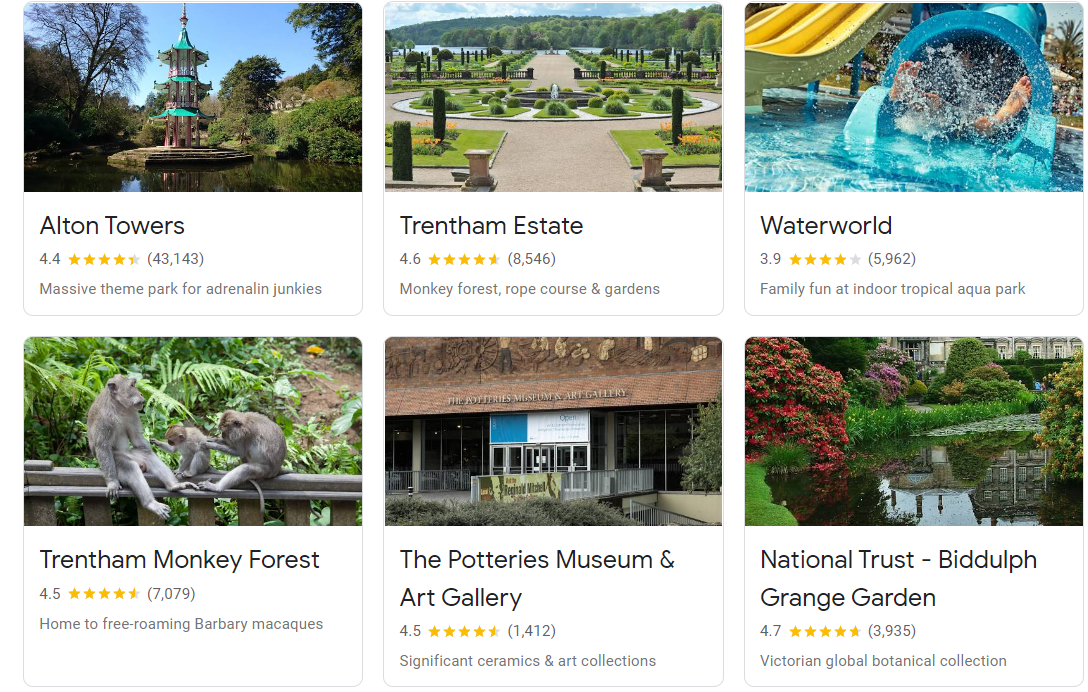 Alton Towers
4.4 (43,143)
Massive theme park for adrenalin junkies
Trentham Estate
4.6 (8,546)
Monkey forest, rope course & gardens
Waterworld
3.9 (5,962)
Family fun at indoor tropical aqua park
Trentham Monkey Forest
4.5 (7,079)
Home to free-roaming Barbary macaques
THE POTTERIES MUSEUM & ART GALLERY
Open
Visit the
Reginald Mitchell
The Potteries Museum &
Art Gallery
4.5 (1,412)
Significant ceramics & art collections
National Trust - Biddulph
Grange Garden
4.7 (3,935)
Victorian global botanical collection